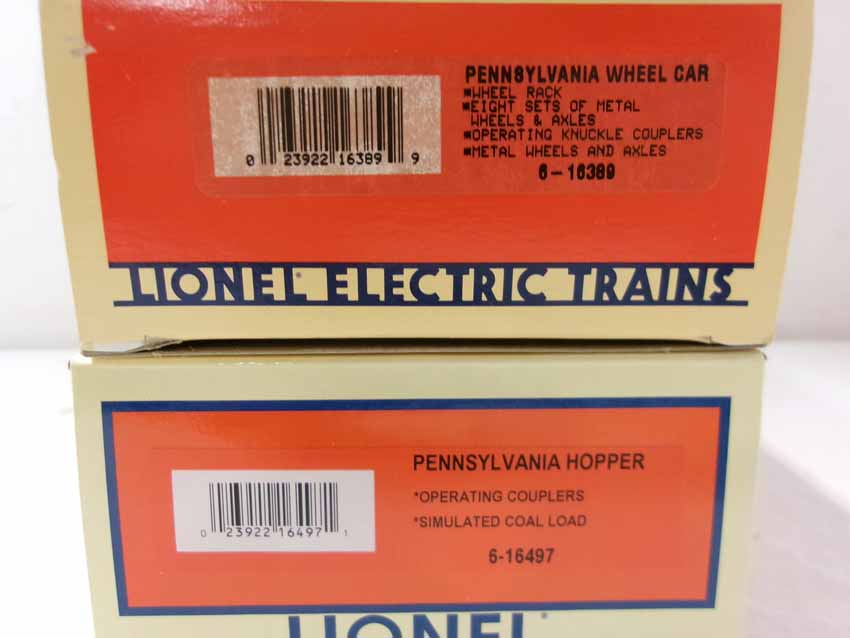 PENNSYLVANIA WHEEL CAR
*WHEEL RACK
*EIGHT SETS OF METAL
WHEELS & AXLES
*OPERATING KNUCKLE COUPLERS
*METAL WHEELS AND AXLES
6-16389
0 23922 16389 9
LIONEL ELECTRIC TRAINS
PENNSYLVANIA HOPPER
*OPERATING COUPLERS
*SIMULATED COAL LOAD
6-16497
0 23922 16497 1
LIONEL